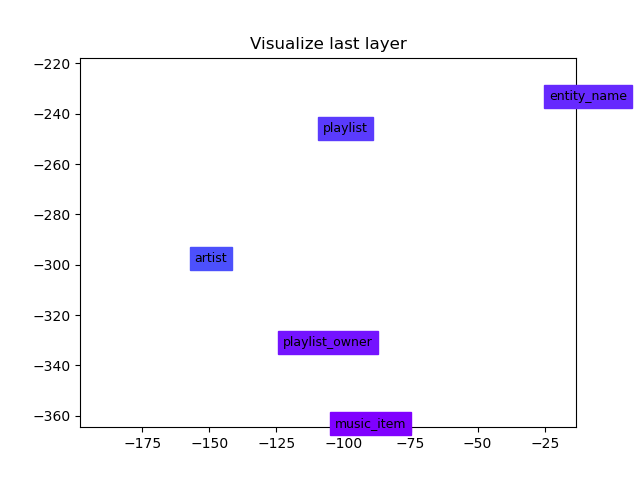 Visualize last layer
−220
−240
−260
−280
−300
−320
−340
−360
entity_name
playlist
artist
playlist_owner
music_item
−175
−150
−125
−100
−75
−50
−25